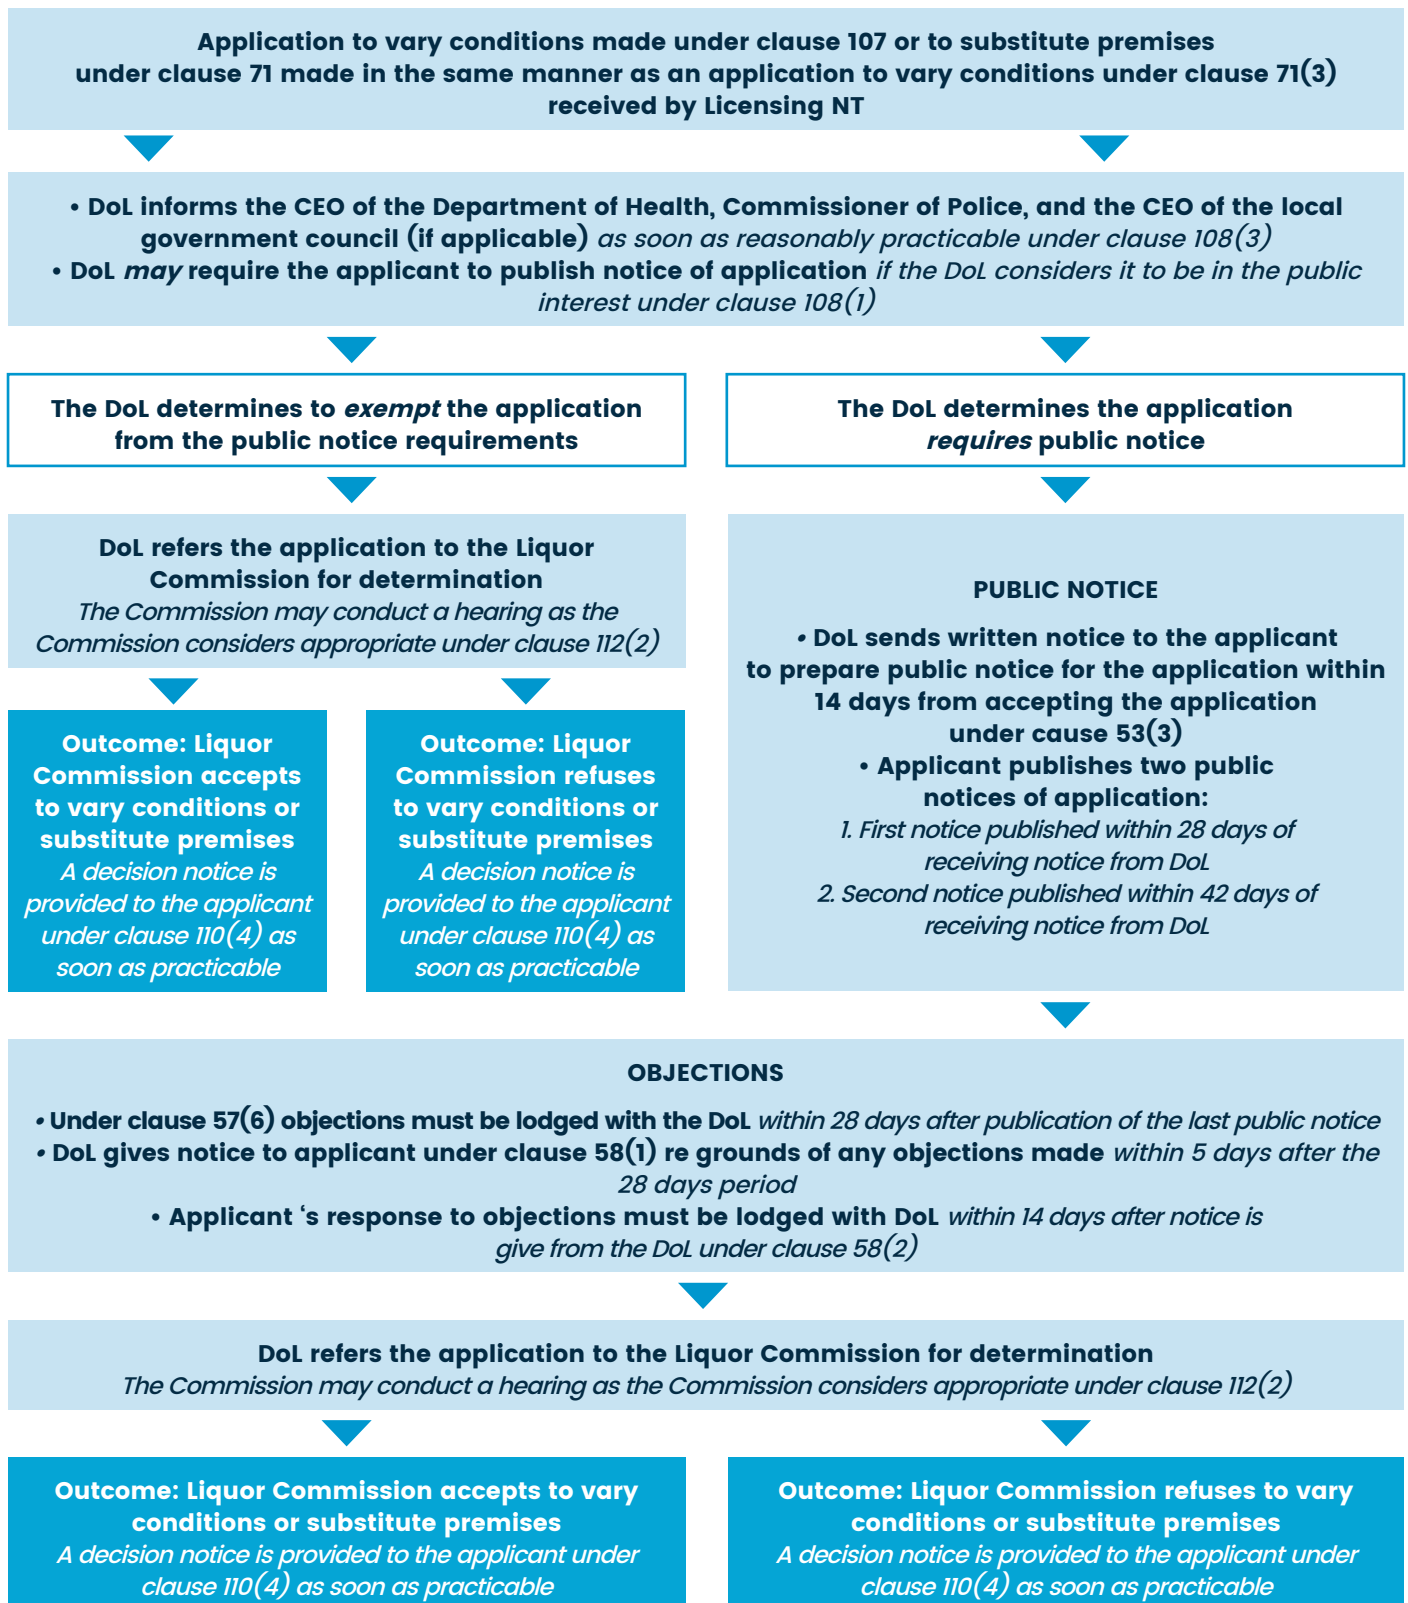 Application to vary conditions made under clause 107 or to substitute premises
under clause 71 made in the same manner as an application to vary conditions under clause 71(3)
received by Licensing NT
• DoL informs the CEO of the Department of Health, Commissioner of Police, and the CEO of the local
government council (if applicable) as soon as reasonably practicable under clause 108(3)
• DoL may require the applicant to publish notice of application if the DoL considers it to be in the public
interest under clause 108(1)
The DoL determines to exempt the application
from the public notice requirements
The DoL determines the application
requires public notice
DoL refers the application to the Liquor
Commission for determination
The Commission may conduct a hearing as the
Commission considers appropriate under clause 112(2)
Outcome: Liquor
Commission accepts
to vary conditions or
substitute premises
A decision notice is
provided to the applicant
under clause 110(4) as
soon as practicable
Outcome: Liquor
Commission refuses
to vary conditions or
substitute premises
A decision notice is
provided to the applicant
under clause 110(4) as
soon as practicable
PUBLIC NOTICE
• DoL sends written notice to the applicant
to prepare public notice for the application within
14 days from accepting the application
under cause 53(3)
• Applicant publishes two public
notices of application:
1. First notice published within 28 days of
receiving notice from DoL
2. Second notice published within 42 days of
receiving notice from DoL
OBJECTIONS
• Under clause 57(6) objections must be lodged with the DoL within 28 days after publication of the last public notice
• DoL gives notice to applicant under clause 58(1) re grounds of any objections made within 5 days after the
28 days period
• Applicant ‘s response to objections must be lodged with DoL within 14 days after notice is
give from the DoL under clause 58(2)
DoL refers the application to the Liquor Commission for determination
The Commission may conduct a hearing as the Commission considers appropriate under clause 112(2)
Outcome: Liquor Commission accepts to vary
conditions or substitute premises
A decision notice is provided to the applicant under
clause 110(4) as soon as practicable
Outcome: Liquor Commission refuses to vary
conditions or substitute premises
A decision notice is provided to the applicant under
clause 110(4) as soon as practicable